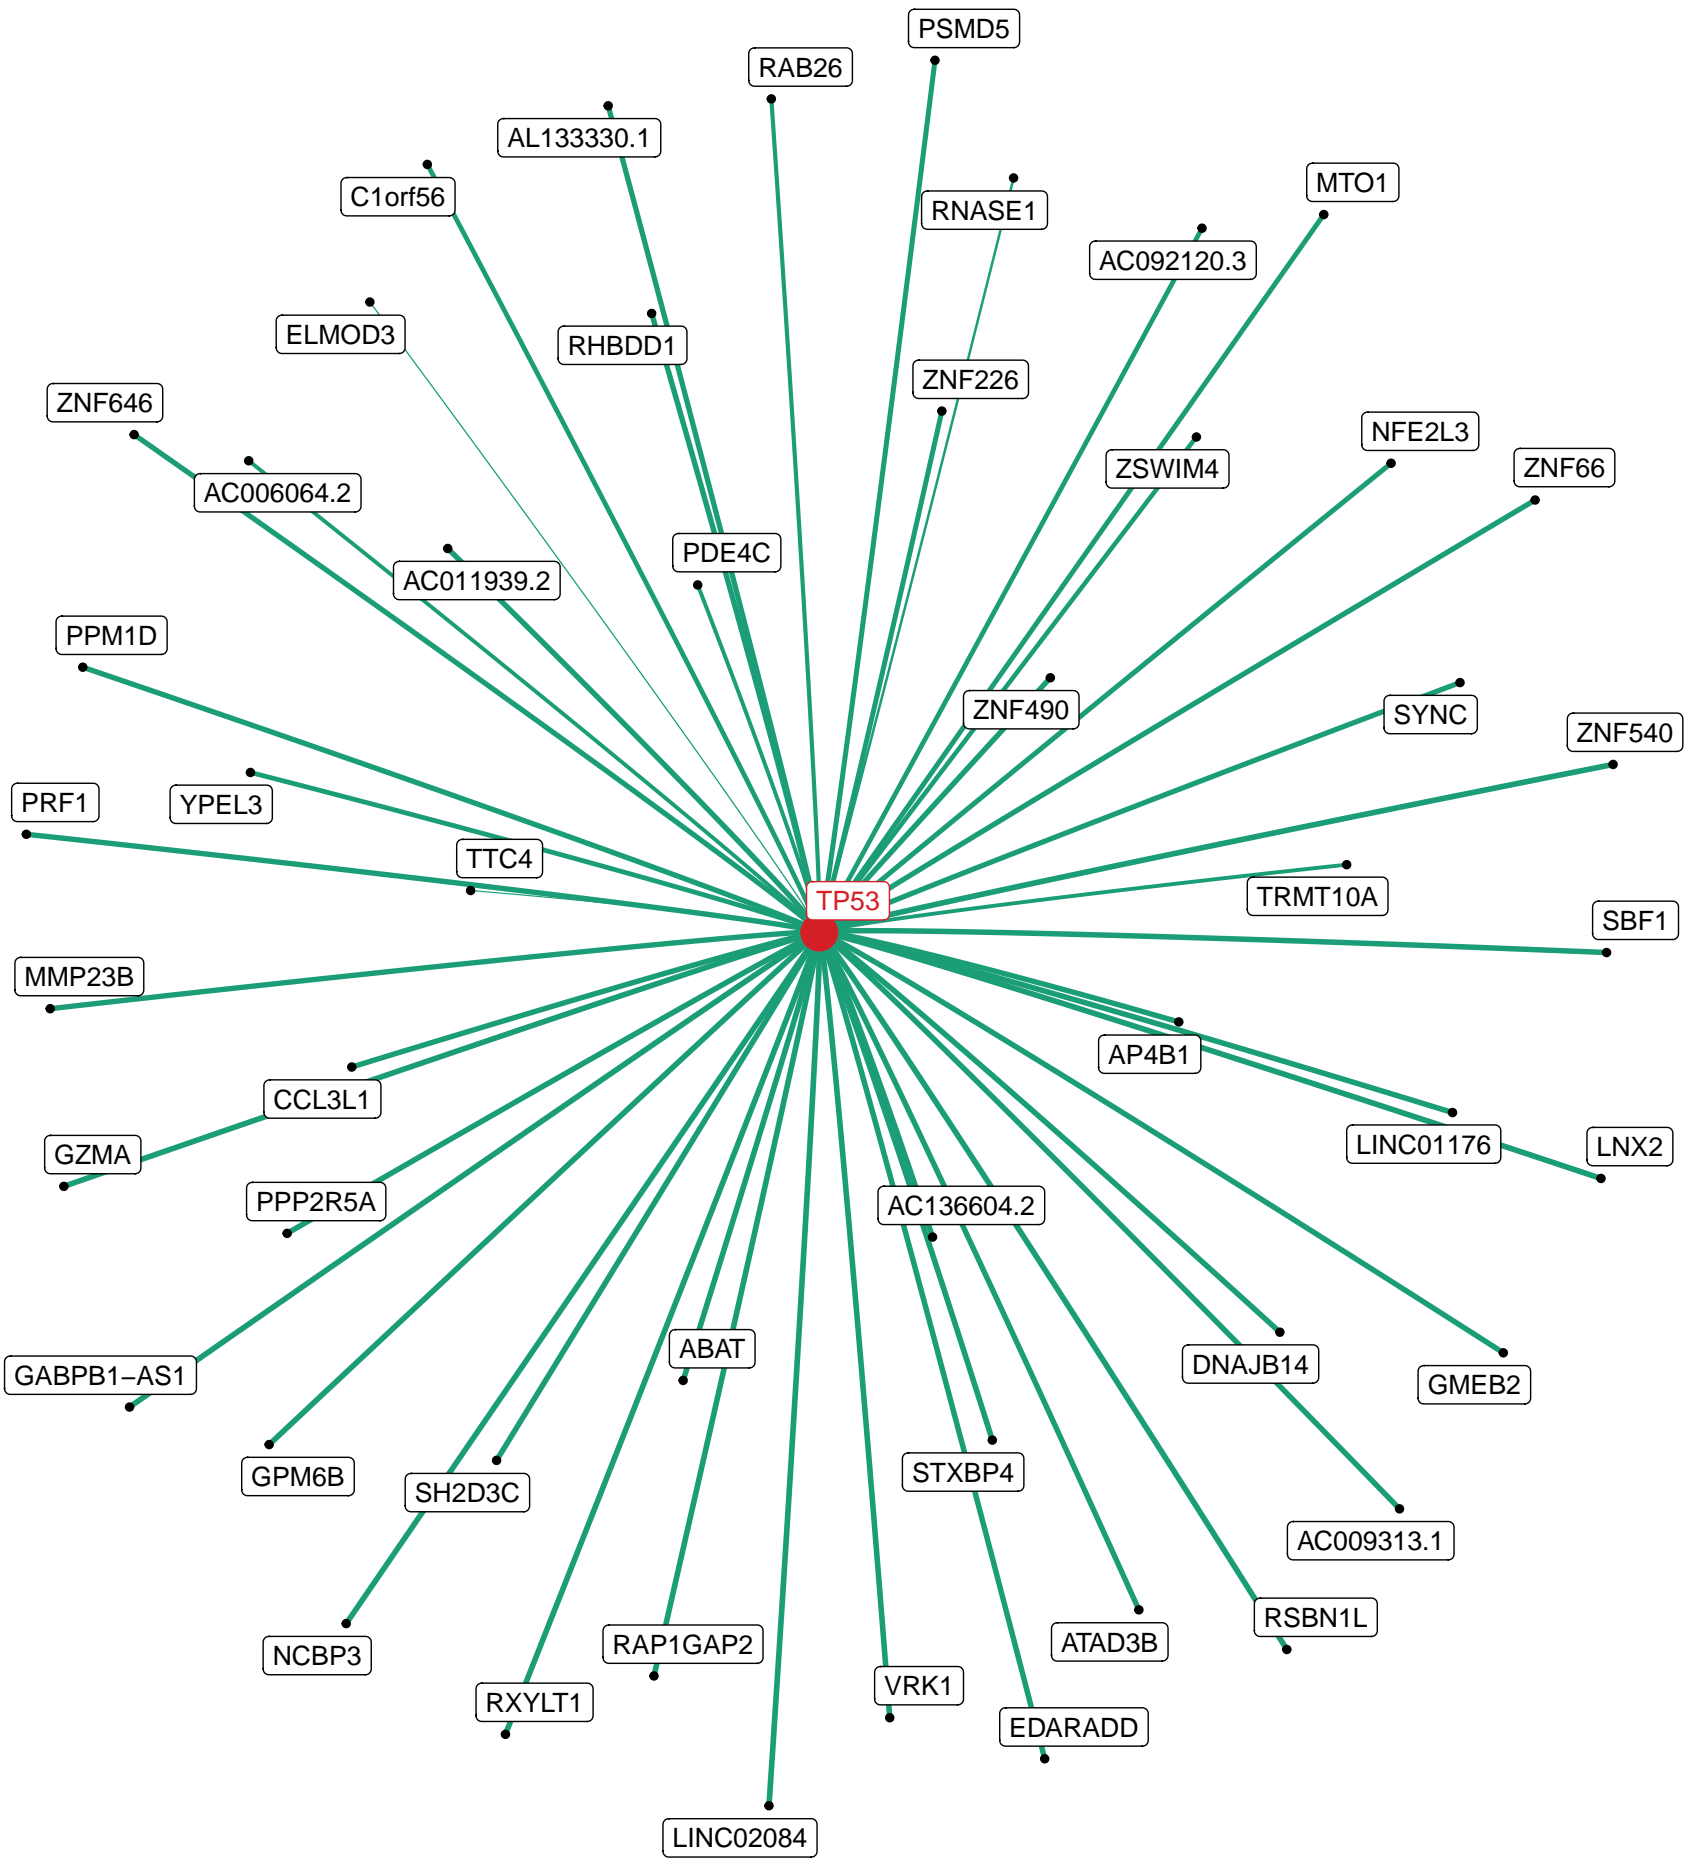 PSMD5
RAB26
AL133330.1
MTO1
C1orf56
RNASE1
AC092120.3
ELMOD3
RHBDD1
ZNF226
ZNF646
NFE2L3
ZSWIM4
ZNF66
AC006064.2
PDE4C
AC011939.2
PPM1D
ZNF490
SYNC
ZNF540
PRF1
YPEL3
TTC4
TRMT10A
TP53
SBF1
MMP23B
AP4B1
CCL3L1
LINC01176
LNX2
GZMA
PPP2R5A
AC136604.2
ABAT
DNAJB14
GABPB1−AS1
GMEB2
GPM6B
STXBP4
SH2D3C
AC009313.1
RSBN1L
ATAD3B
RAP1GAP2
NCBP3
VRK1
RXYLT1
EDARADD
LINC02084